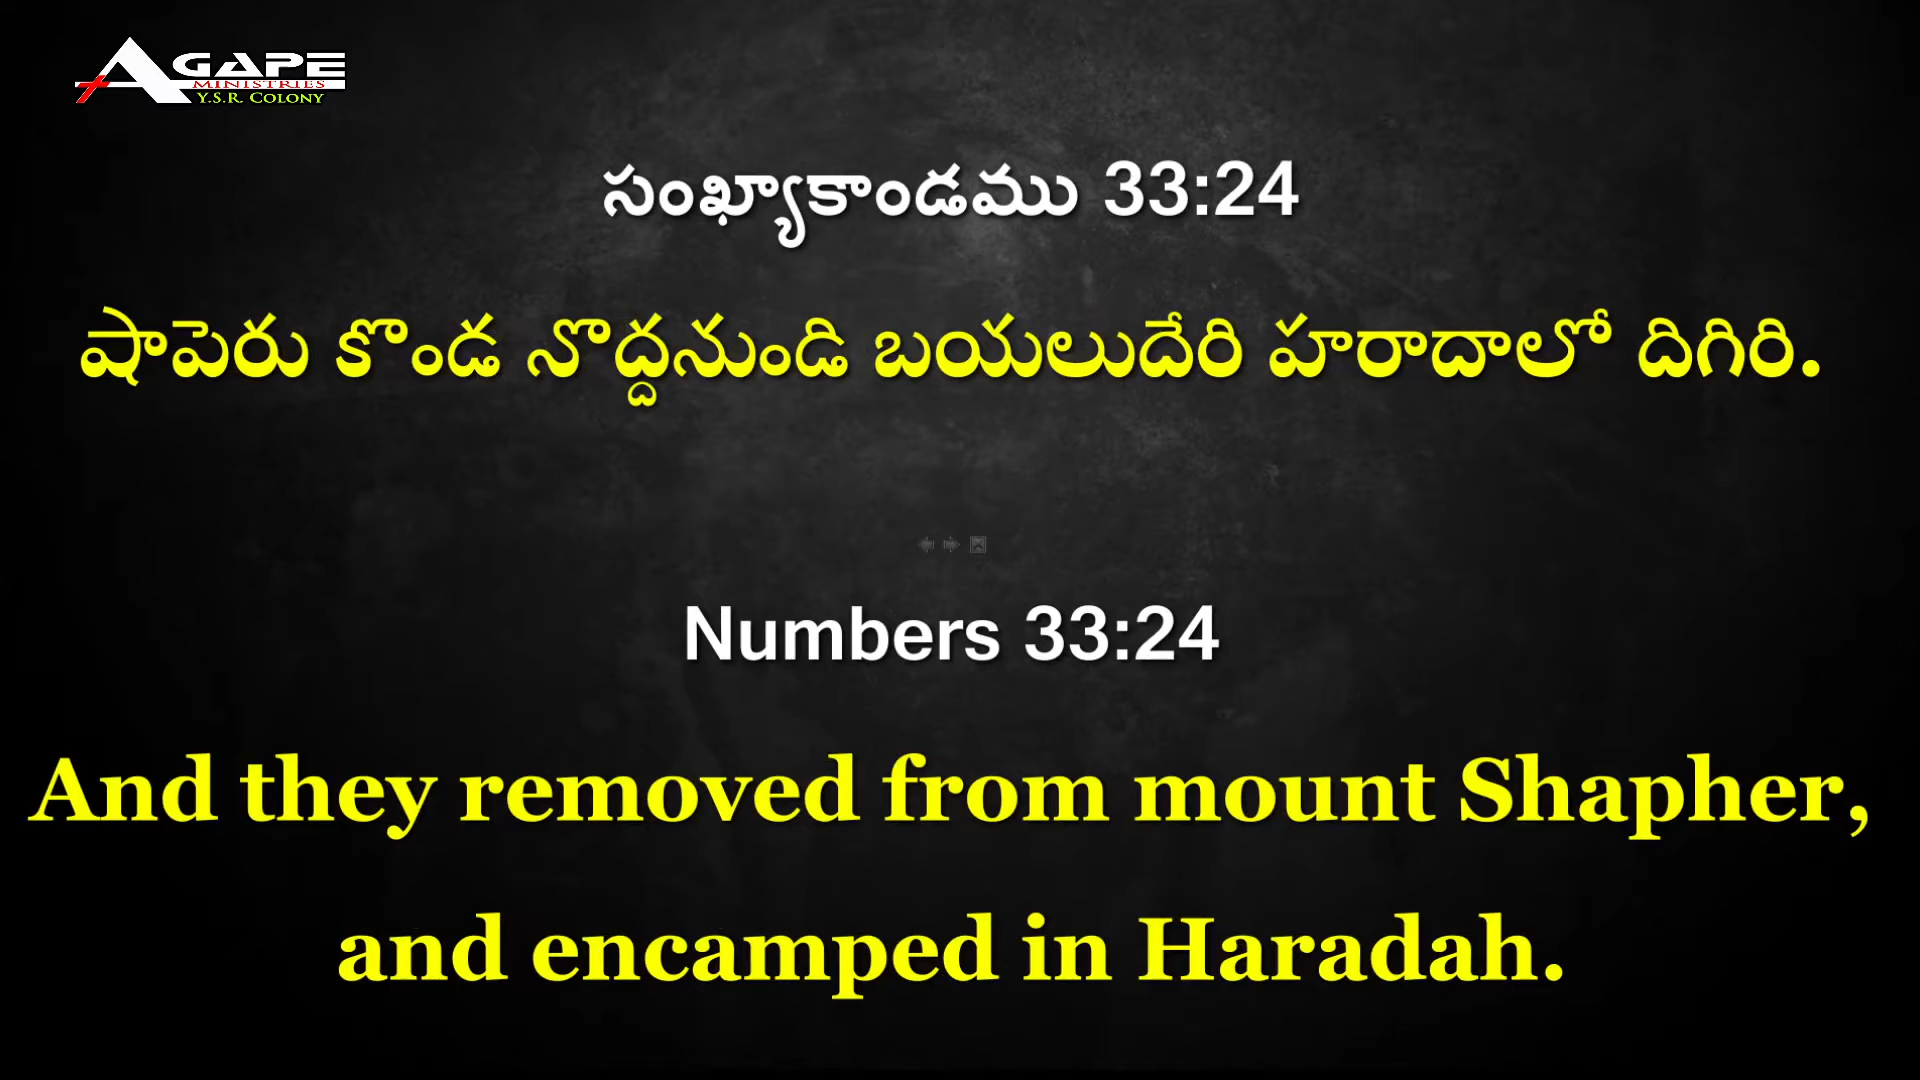 AGAPE
MINISTRIES
Y.S.R. COLONY
సంఖ్యాకాండము 33:24
షాపెరు కొండ నొద్దనుండి బయలుదేరి హరాదాలో దిగిరి.
Numbers 33:24
And they removed from mount Shapher,
and encamped in Haradah.